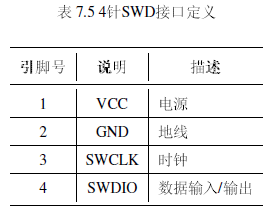 表 7.5 4针SWD接口定义
引脚号 说明 描述
1 VCC 电源
2 GND 地线
3 SWCLK 时钟
4 SWDIO 数据输入/输出